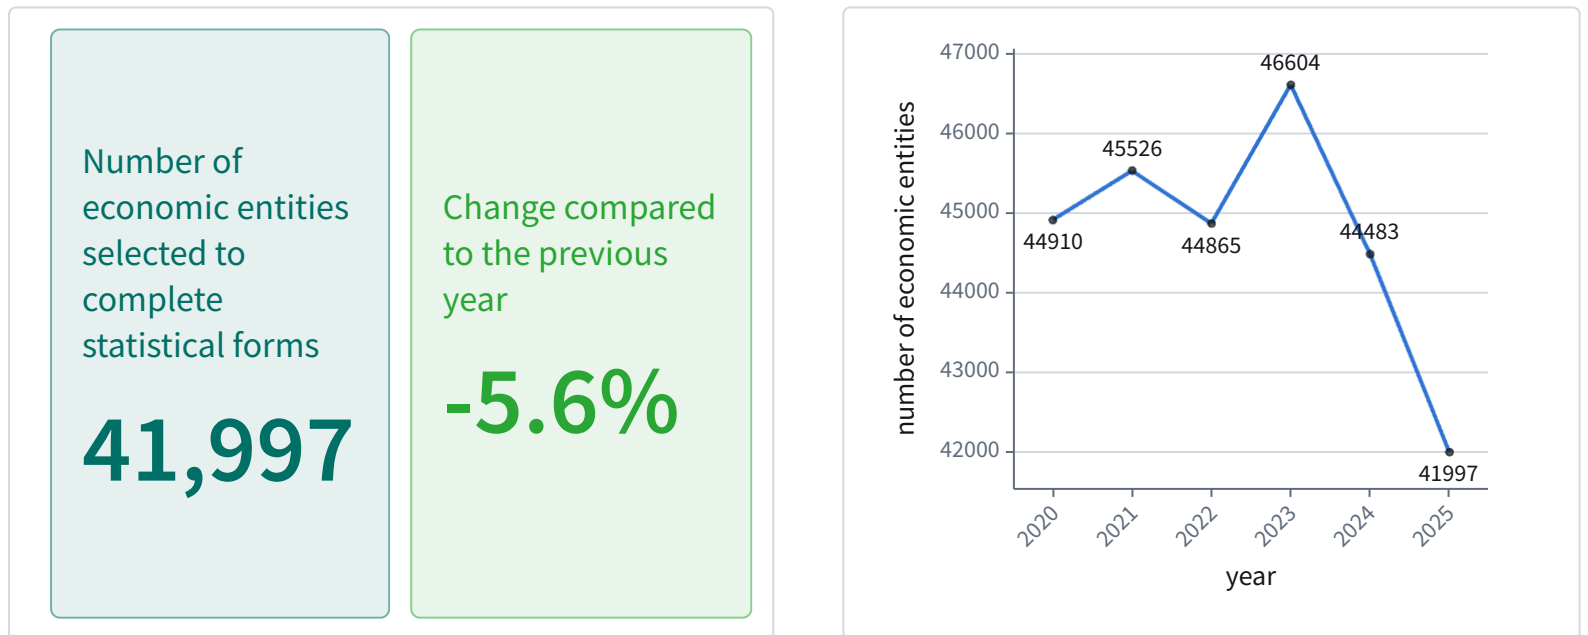 Number of
economic entities
selected to
complete
statistical forms
41,997
Change compared
to the previous
year
-5.6%
number of economic entities
47000
46000
45000
44000
43000
42000
44910
45526
44865
46604
44483
41997
2020
2021
2022
2023
2024
2025
year